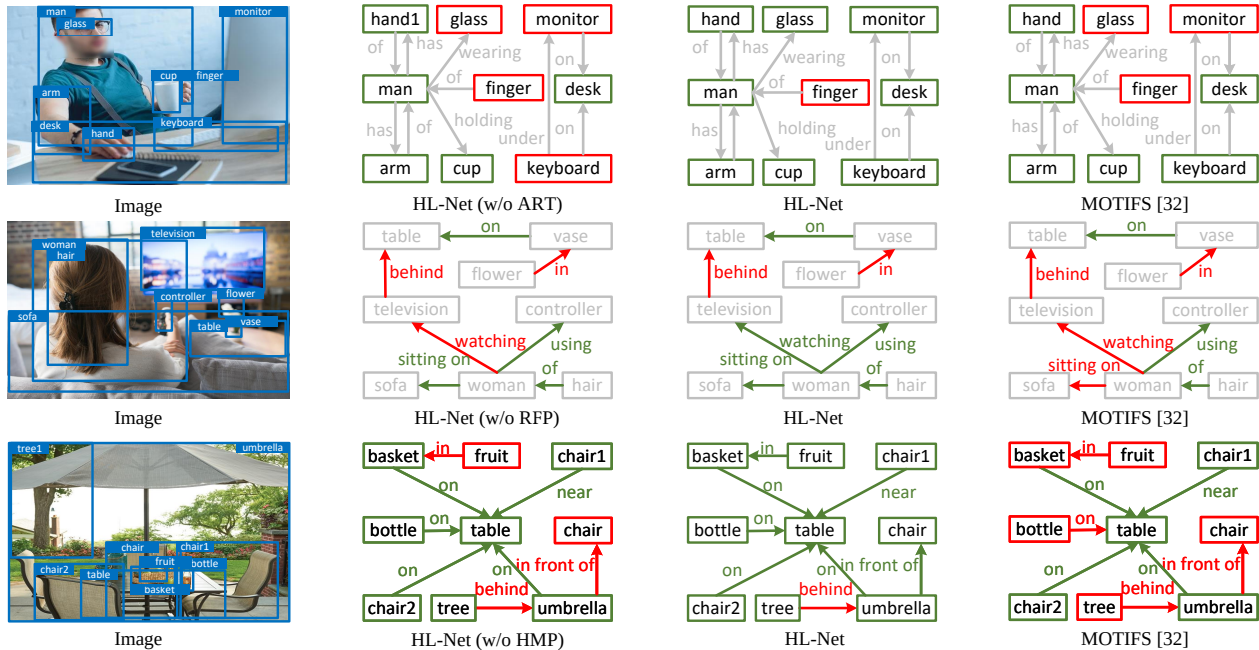 man
monitor
glass
cup
finger
arm
desk
hand
keyboard
Image
hand1
glass
monitor
of
has
wearing
on
man
of
finger
desk
has
of
holding
under
on
arm
cup
keyboard
HL-Net (w/o ART)
hand
glass
monitor
of
has
wearing
on
man
of
finger
desk
has
of
holding
under
on
arm
cup
keyboard
HL-Net
hand
glass
monitor
of
has
wearing
on
man
of
finger
desk
has
of
holding
under
on
arm
cup
keyboard
MOTIFS [32]
television
woman
hair
controller
flower
sofa
table
vase
Image
table
on
vase
behind
flower
in
television
controller
watching
using
sitting on
of
sofa
woman
hair
HL-Net (w/o RFP)
table
on
vase
behind
flower
in
television
controller
watching
using
sitting on
of
sofa
woman
hair
HL-Net
table
on
vase
behind
flower
in
television
controller
watching
using
sitting on
of
sofa
woman
hair
MOTIFS [32]
tree1
umbrella
chair
chair1
chair2
table
fruit
bottle
basket
Image
basket
in
fruit
chair1
on
near
bottle
on
table
chair
on
on
in front of
behind
chair2
tree
umbrella
HL-Net (w/o HMP)
basket
in
fruit
chair1
on
near
bottle
on
table
chair
on
on
in front of
behind
chair2
tree
umbrella
HL-Net
basket
in
fruit
chair1
on
near
bottle
on
table
chair
on
on
in front of
behind
chair2
tree
umbrella
MOTIFS [32]